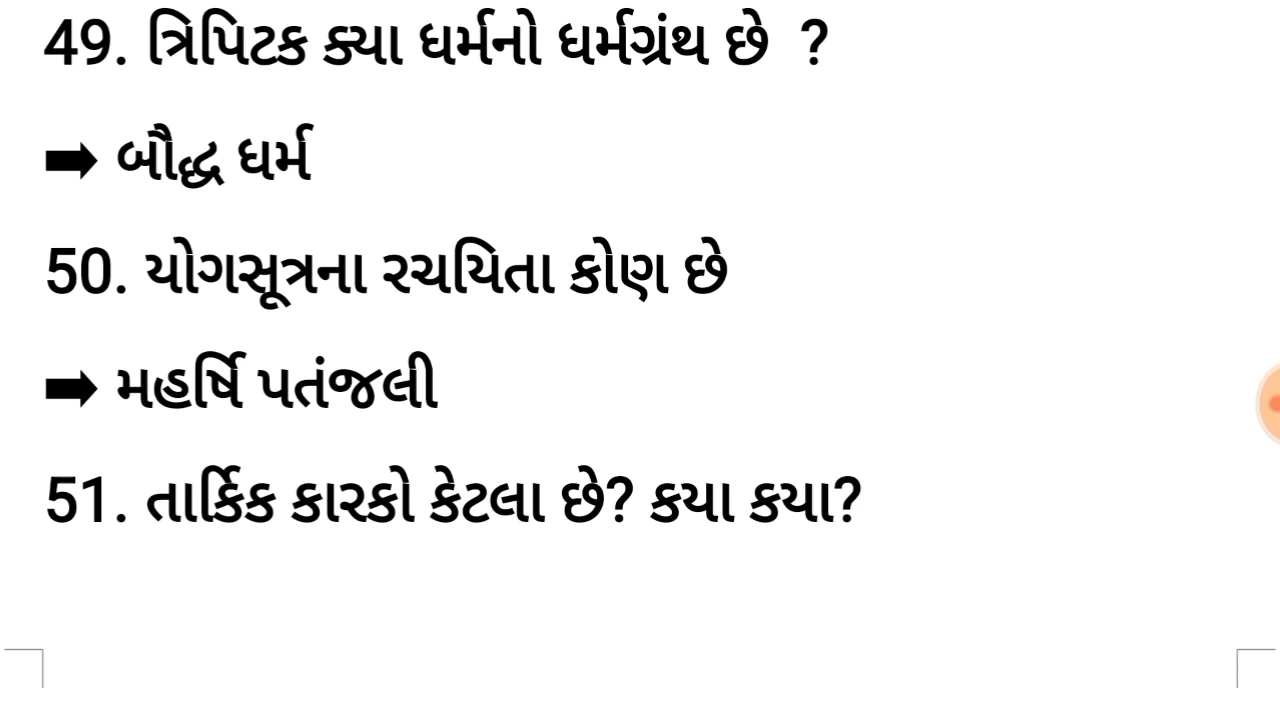 49. ત્રિપિટક ક્યા ધર્મનો ધર્મગ્રંથ છે ?
➡ બૌદ્ધ ધર્મ
50. યોગસૂત્રના રચયિતા કોણ છે
➡ મહર્ષિ પતંજલી
51. તાર્કિક કારકો કેટલા છે? કયા કયા?